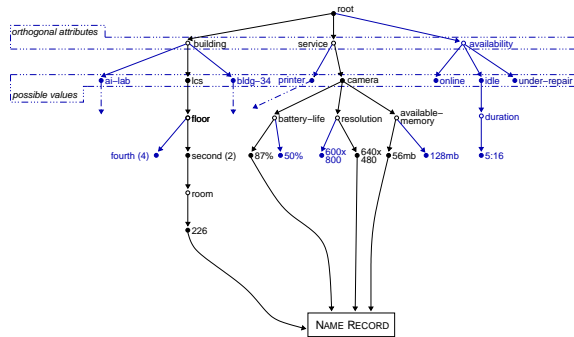 root
orthogonal attributes
building
service
availability
ai-lab
lcs
bldg-34
printer
camera
online
idle
under-repair
possible values
floor
battery-life
resolution
available-
memory
duration
fourth (4)
second (2)
87%
50%
600x
800
640x
480
56mb
128mb
5:16
room
226
NAME RECORD